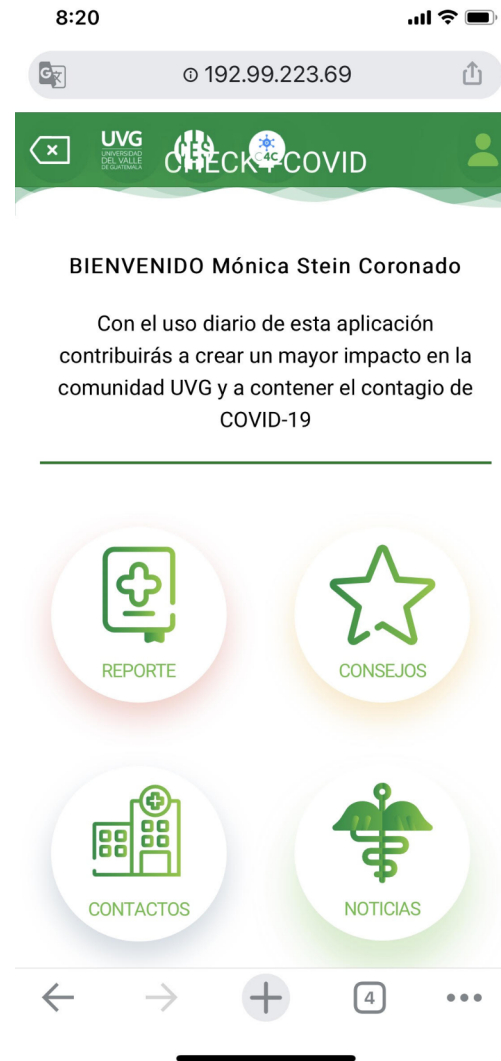 8:20
192.99.223.69
UVG
UNIVERSIDAD
DEL VALLE
DE GUATEMALA
CES
C4C
CHECK + COVID
BIENVENIDO Mónica Stein Coronado
Con el uso diario de esta aplicación
contribuirás a crear un mayor impacto en la
comunidad UVG y a contener el contagio de
COVID-19
REPORTE
CONSEJOS
CONTACTOS
NOTICIAS
4